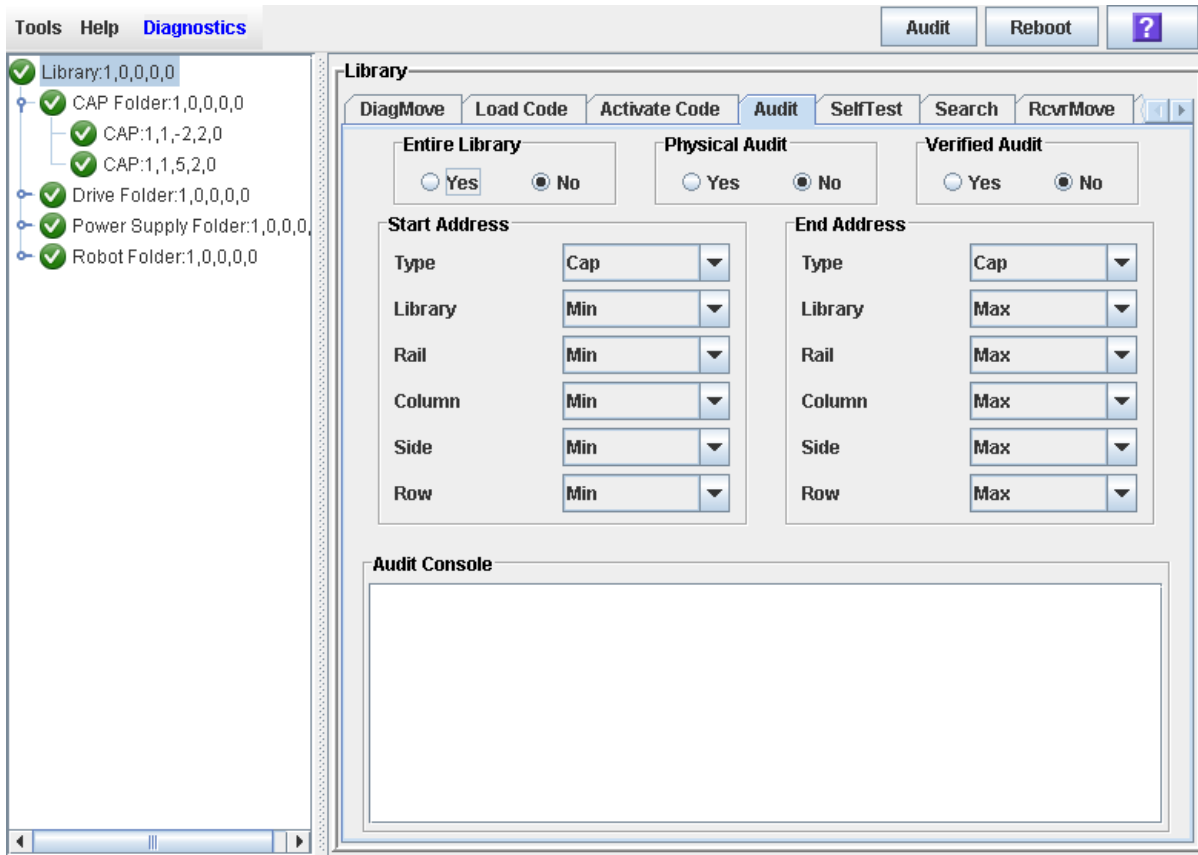 Tools Help Diagnostics
Audit Reboot ?
Library:1,0,0,0,0
CAP Folder:1,0,0,0,0
CAP:1,1,-2,2,0
CAP:1,1,5,2,0
Drive Folder:1,0,0,0,0
Power Supply Folder:1,0,0,0,
Robot Folder:1,0,0,0,0
Library
DiagMove Load Code Activate Code Audit SelfTest Search RcvrMove
Entire Library Physical Audit Verified Audit
Yes No Yes No Yes No
Start Address
Type Cap
Library Min
Rail Min
Column Min
Side Min
Row Min
End Address
Type Cap
Library Max
Rail Max
Column Max
Side Max
Row Max
Audit Console